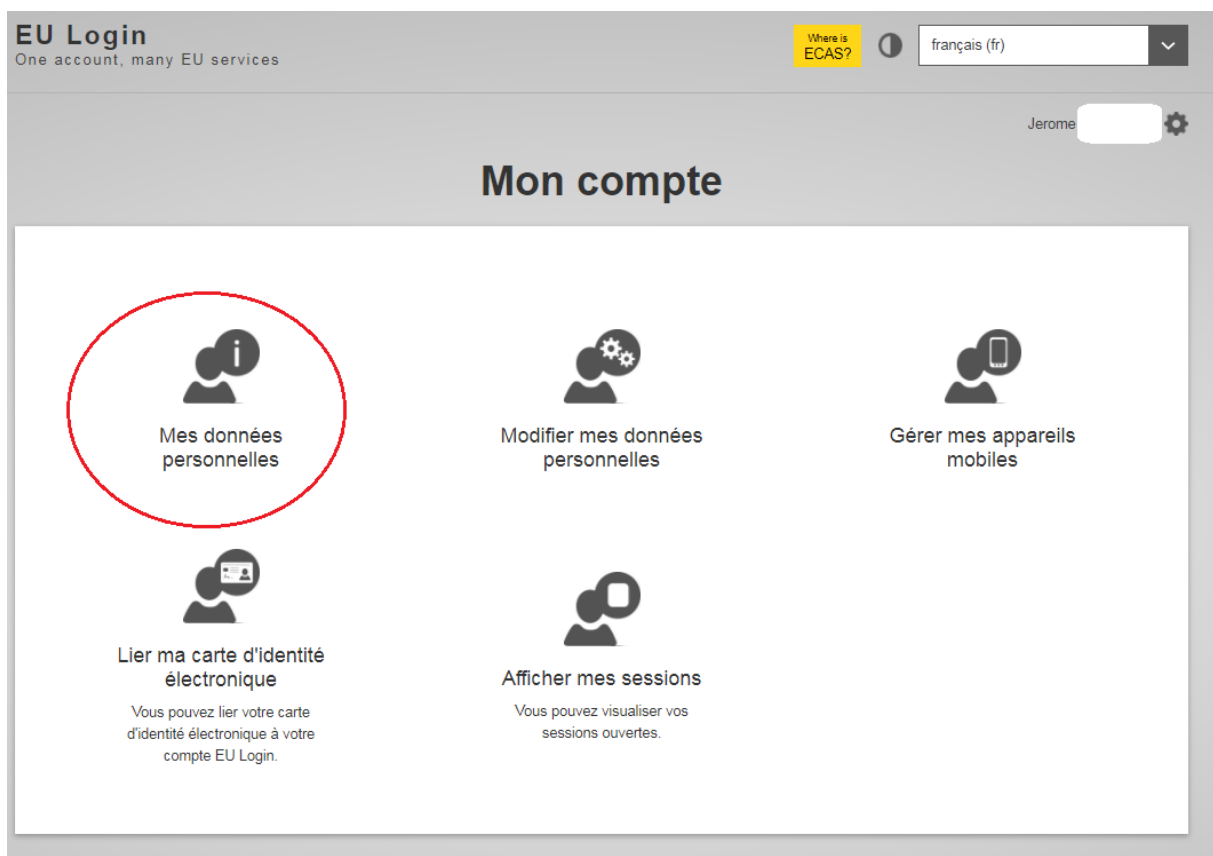 EU Login
One account, many EU services
Where is
ECAS?
français (fr)
Jerome
Mon compte
Mes données
personnelles
Modifier mes données
personnelles
Gérer mes appareils
mobiles
Lier ma carte d'identité
électronique
Vous pouvez lier votre carte
d'identité électronique à votre
compte EU Login.
Afficher mes sessions
Vous pouvez visualiser vos
sessions ouvertes.